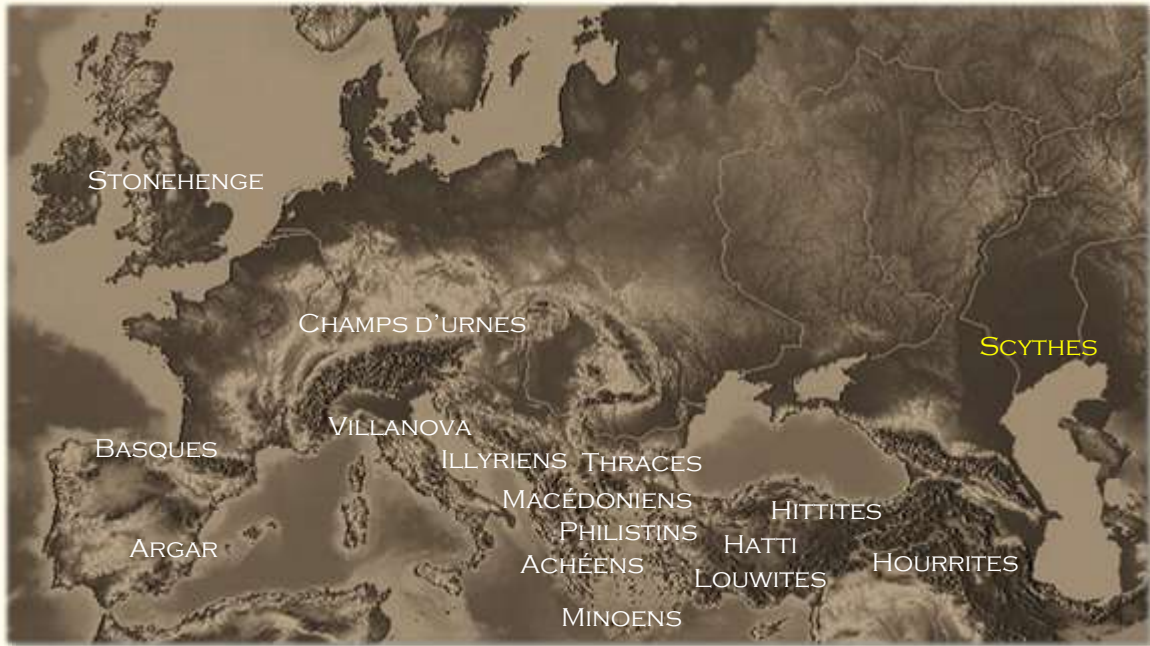 Stonehenge
Champs d'urnes
Scythes
Villanova
Basques
Illyriens
Thraces
Macédoniens
Hittites
Philistins
Argar
Hatti
Achéens
Hourrites
Louwites
Minoens